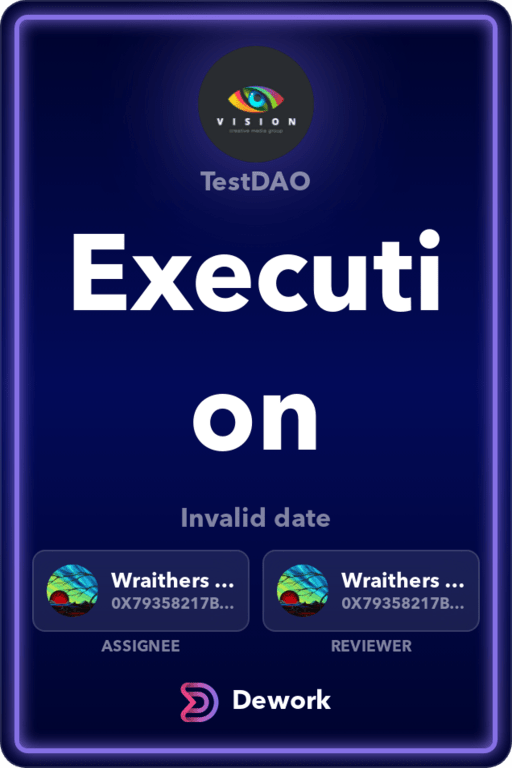 VISION
creative media group
TestDAO
Executi
on
Invalid date
Wraithers ...
0X79358217B...
Wraithers ...
0X79358217B...
ASSIGNEE
REVIEWER
Dework